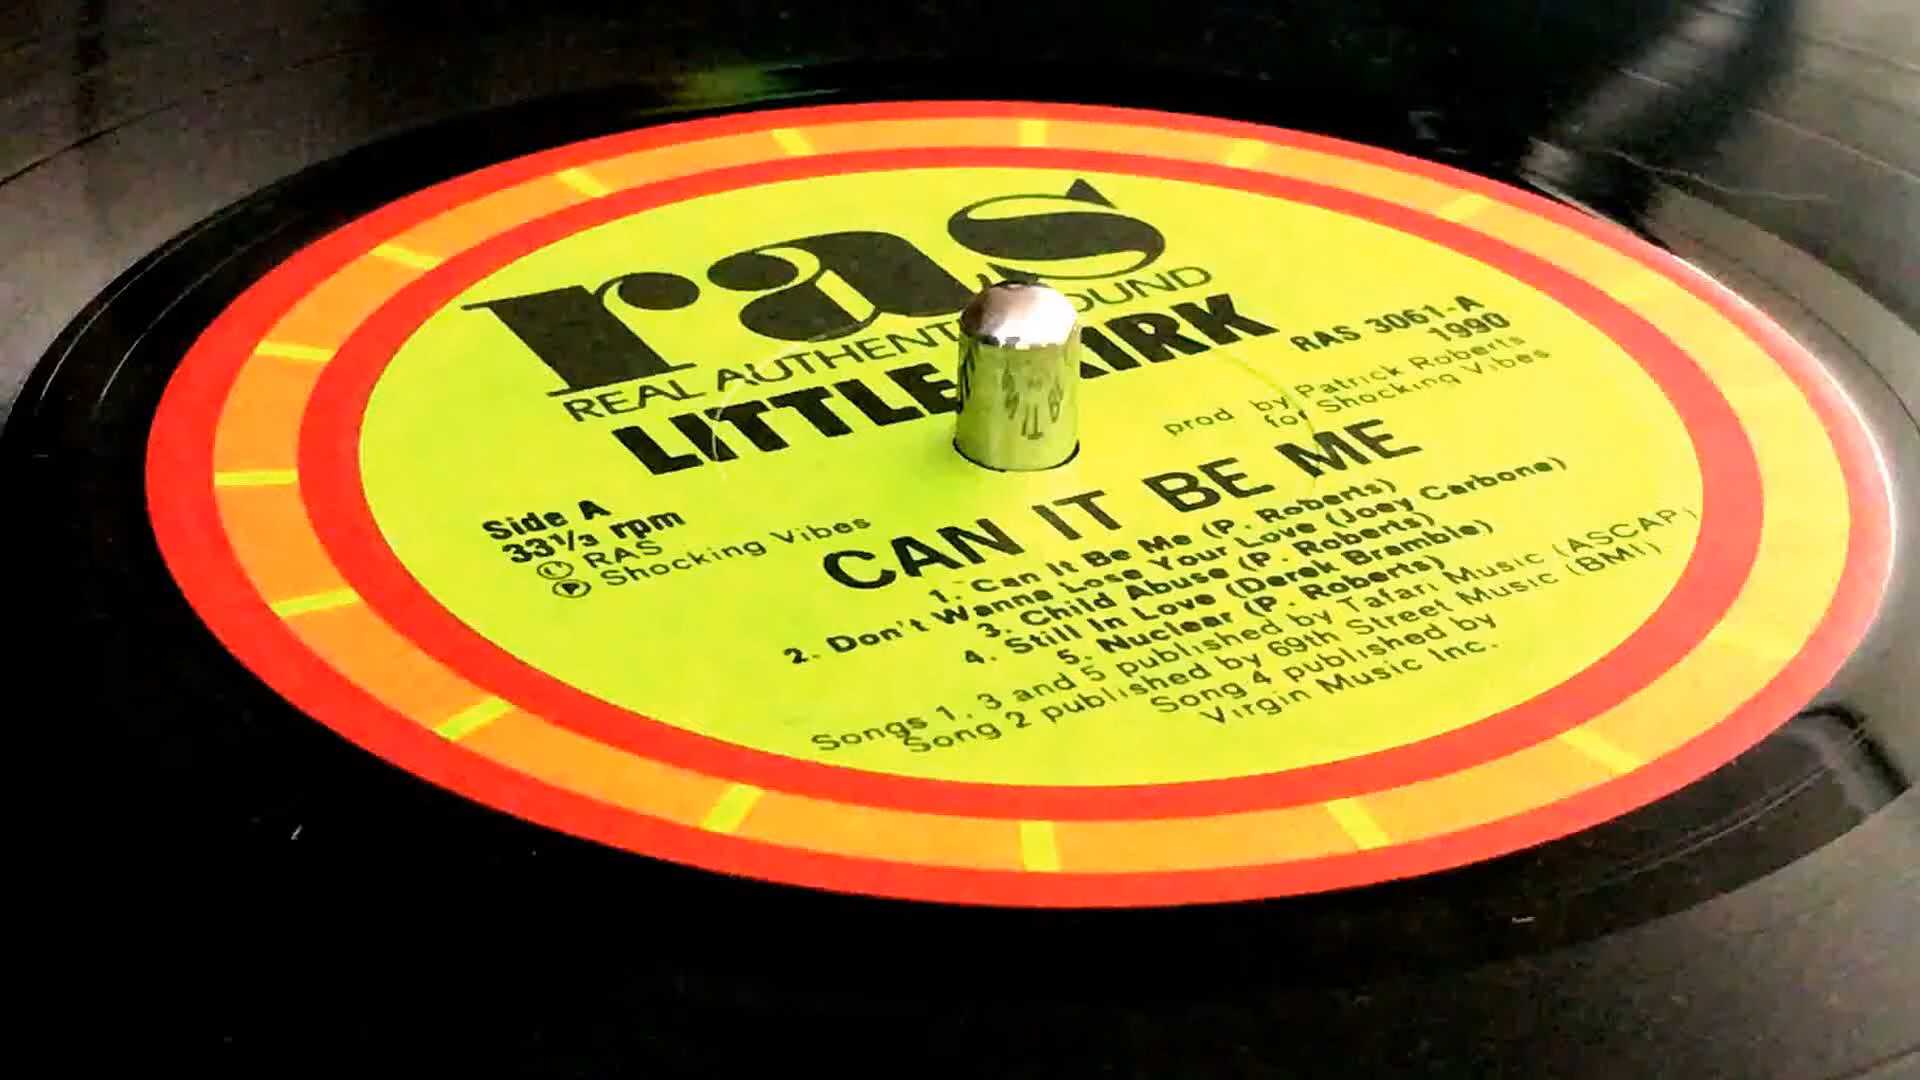 ras
REAL AUTHENT OUND
LITTLE KIRK
RAS 3061-A
1990
prod by Patrick Roberts
for Shocking Vibes
Side A
33 1/3 rpm
Ⓒ RAS
Ⓟ Shocking Vibes
CAN IT BE ME
1. Can It Be Me (P. Roberts)
2. Don't Wanna Lose Your Love (Joey Carbone)
3. Child Abuse (P. Roberts)
4. Still In Love (Derek Bramble)
5. Nuclear (P. Roberts)
Songs 1, 3 and 5 published by Tafari Music (ASCAP)
Song 2 published by 69th Street Music (BMI)
Song 4 published by
Virgin Music Inc.